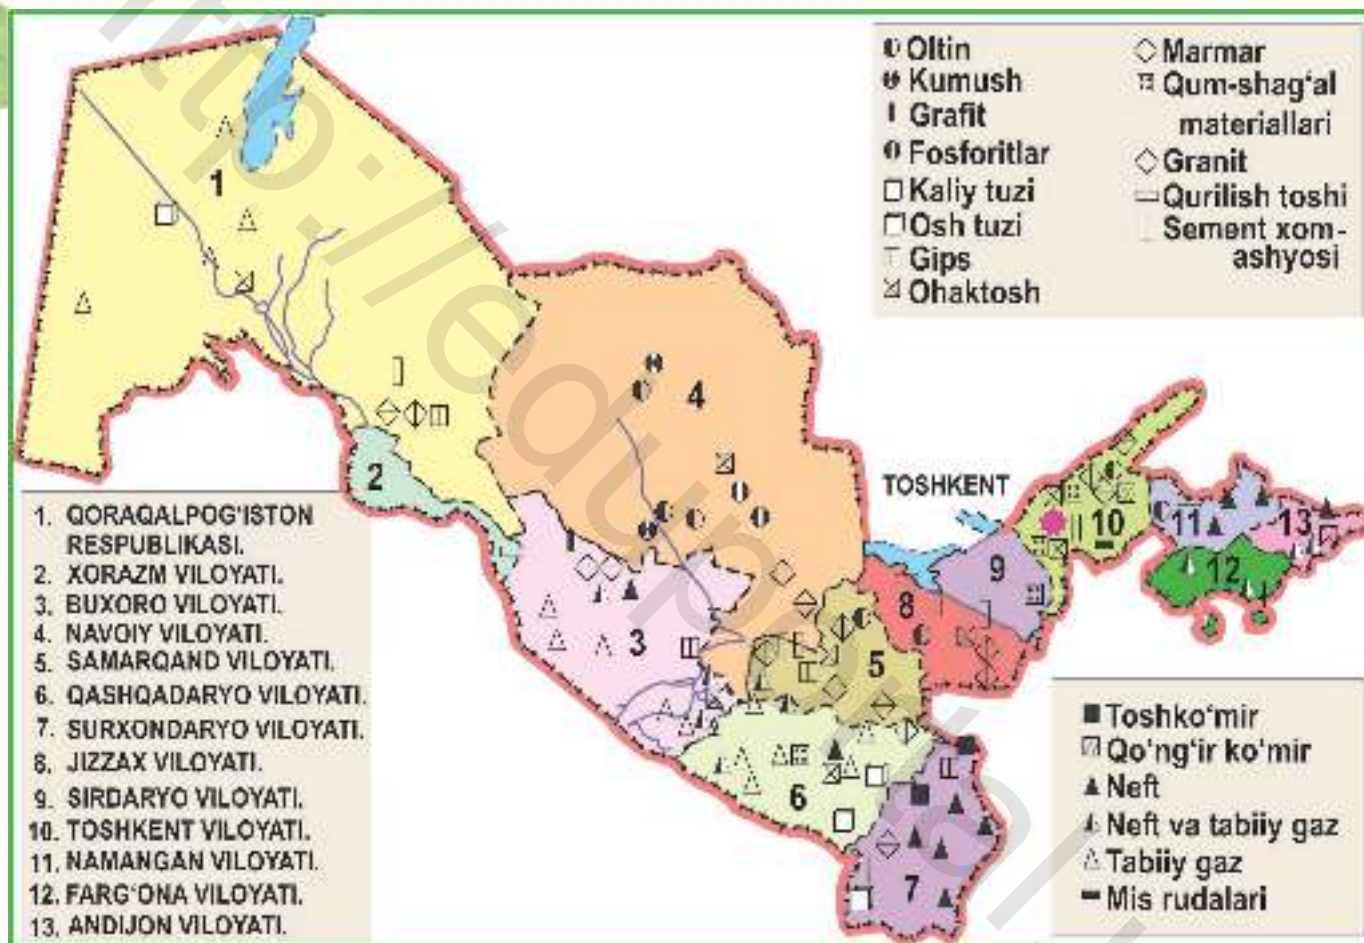 Oltin
Kumush
Grafit
Fosforitlar
Kaliy tuzi
Osh tuzi
Gips
Ohaktosh
Marmar
Qum-shag‘al
materiallari
Granit
Qurilish toshi
Sement xom-
ashyosi
1
2
3
4
5
6
7
8
9
10
11
12
13
TOSHKENT
1. QORAQALPOG‘ISTON
RESPUBLIKASI.
2. XORAZM VILOYATI.
3. BUXORO VILOYATI.
4. NAVOIY VILOYATI.
5. SAMARQAND VILOYATI.
6. QASHQADARYO VILOYATI.
7. SURXONDARYO VILOYATI.
8. JIZZAX VILOYATI.
9. SIRDARYO VILOYATI.
10. TOSHKENT VILOYATI.
11. NAMANGAN VILOYATI.
12. FARG‘ONA VILOYATI.
13. ANDIJON VILOYATI.
Toshko‘mir
Qo‘ng‘ir ko‘mir
Neft
Neft va tabiiy gaz
Tabiiy gaz
Mis rudalari